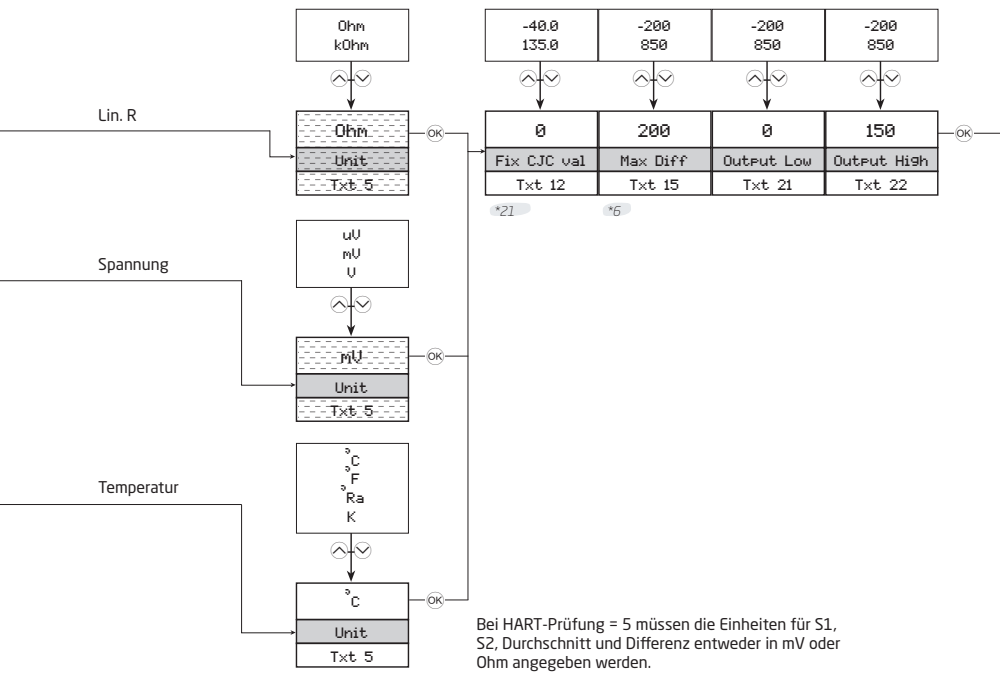 Ohm
kOhm
-40.0
135.0
-200
850
-200
850
-200
850
Lin. R
Ohm
Unit
Txt 5
OK
0
Fix CJC val
Txt 12
*21
200
Max Diff
Txt 15
*6
0
Output Low
Txt 21
150
Output High
Txt 22
OK
uV
mV
V
Spannung
mV
Unit
Txt 5
OK
°C
°F
°Ra
K
Temperatur
°C
Unit
Txt 5
OK
Bei HART-Prüfung = 5 müssen die Einheiten für S1,
S2, Durchschnitt und Differenz entweder in mV oder
Ohm angegeben werden.